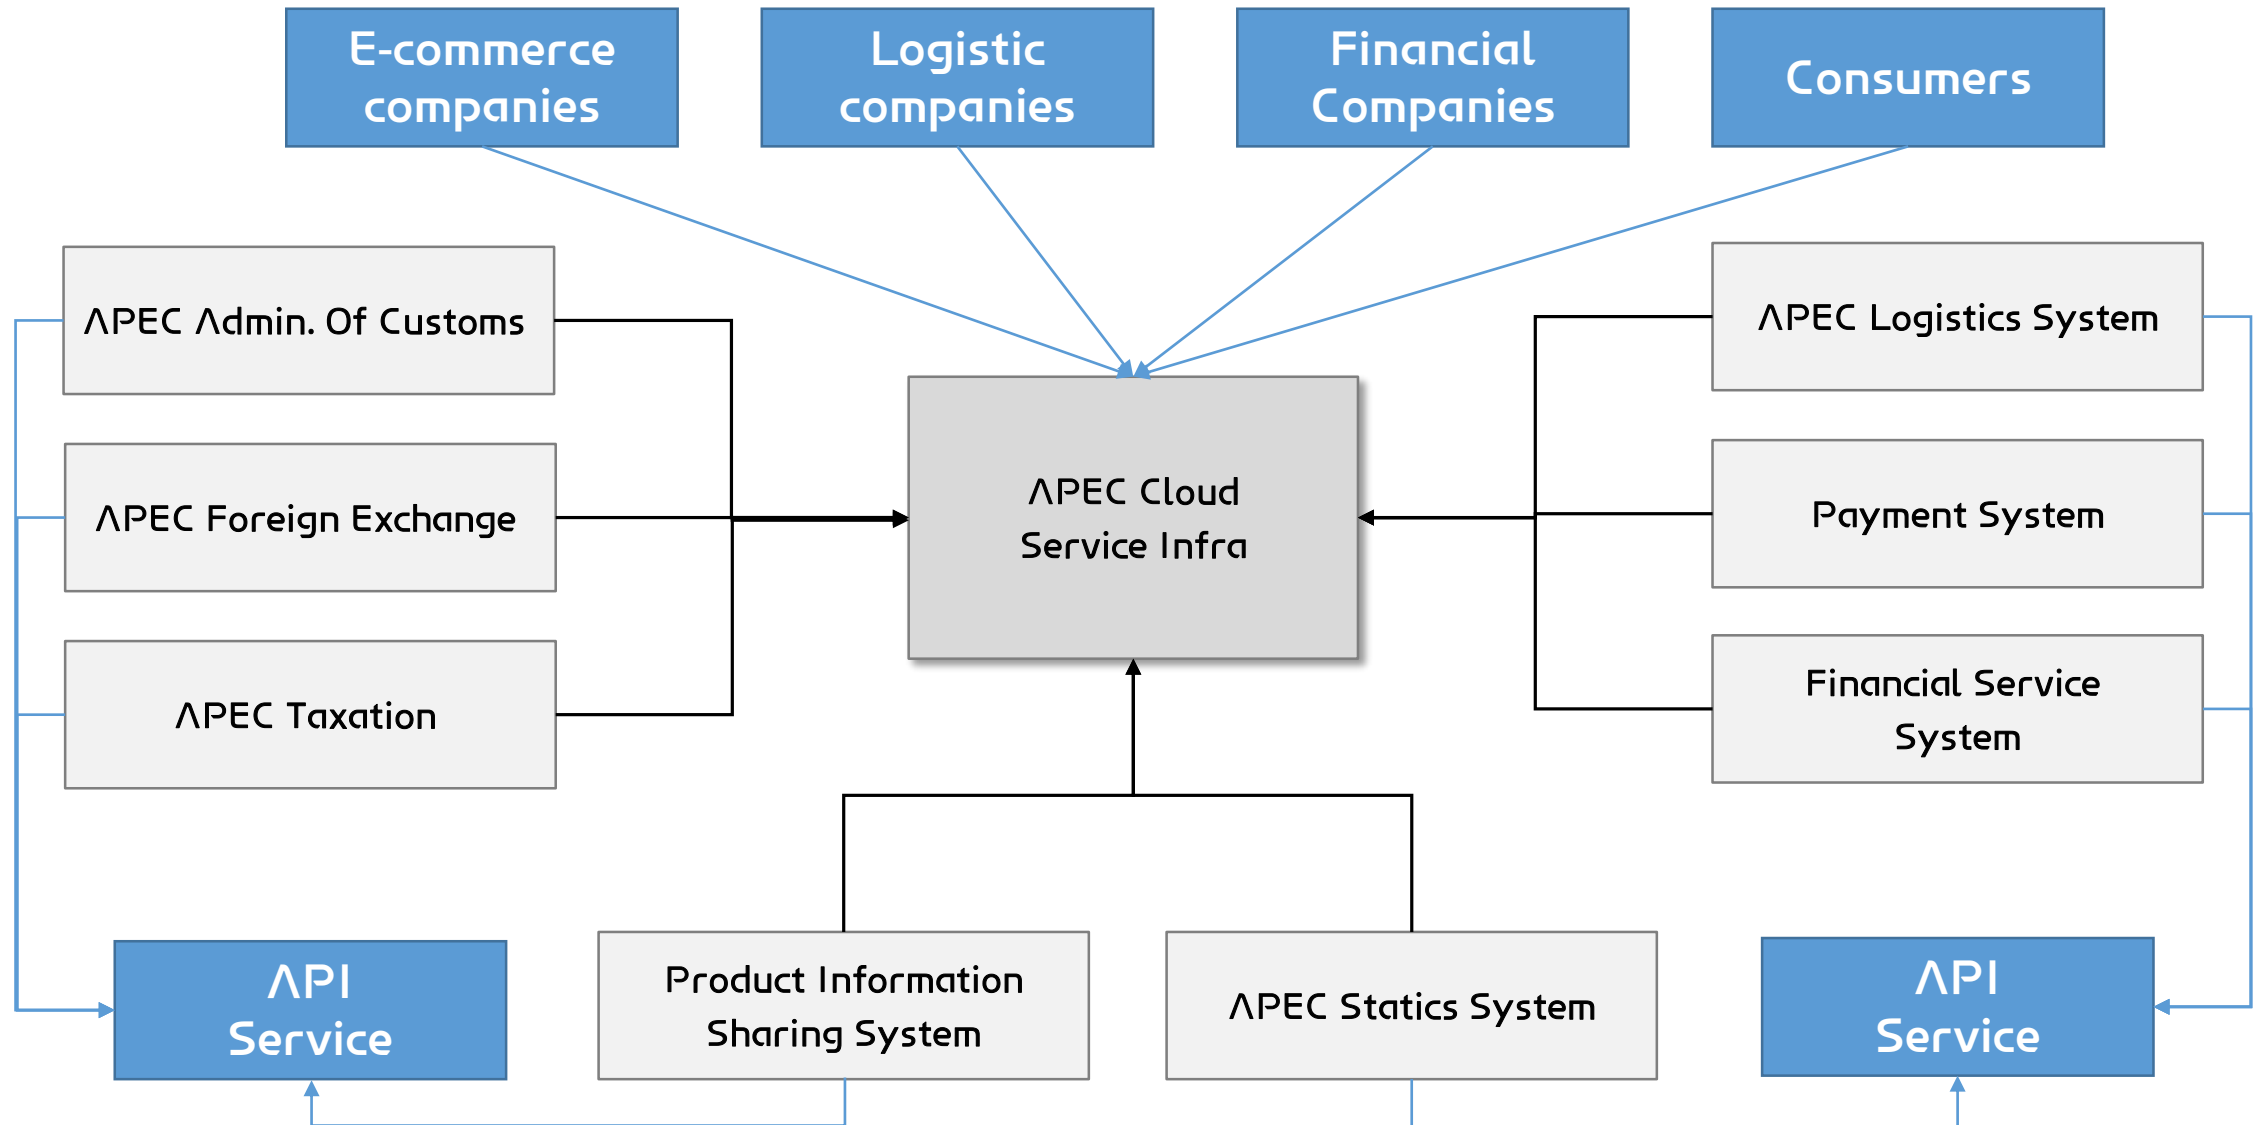 E-commerce
companies
Logistic
companies
Financial
Companies
Consumers
APEC Admin. Of Customs
APEC Logistics System
APEC Cloud
Service Infra
APEC Foreign Exchange
Payment System
APEC Taxation
Financial Service
System
API
Service
Product Information
Sharing System
APEC Statics System
API
Service